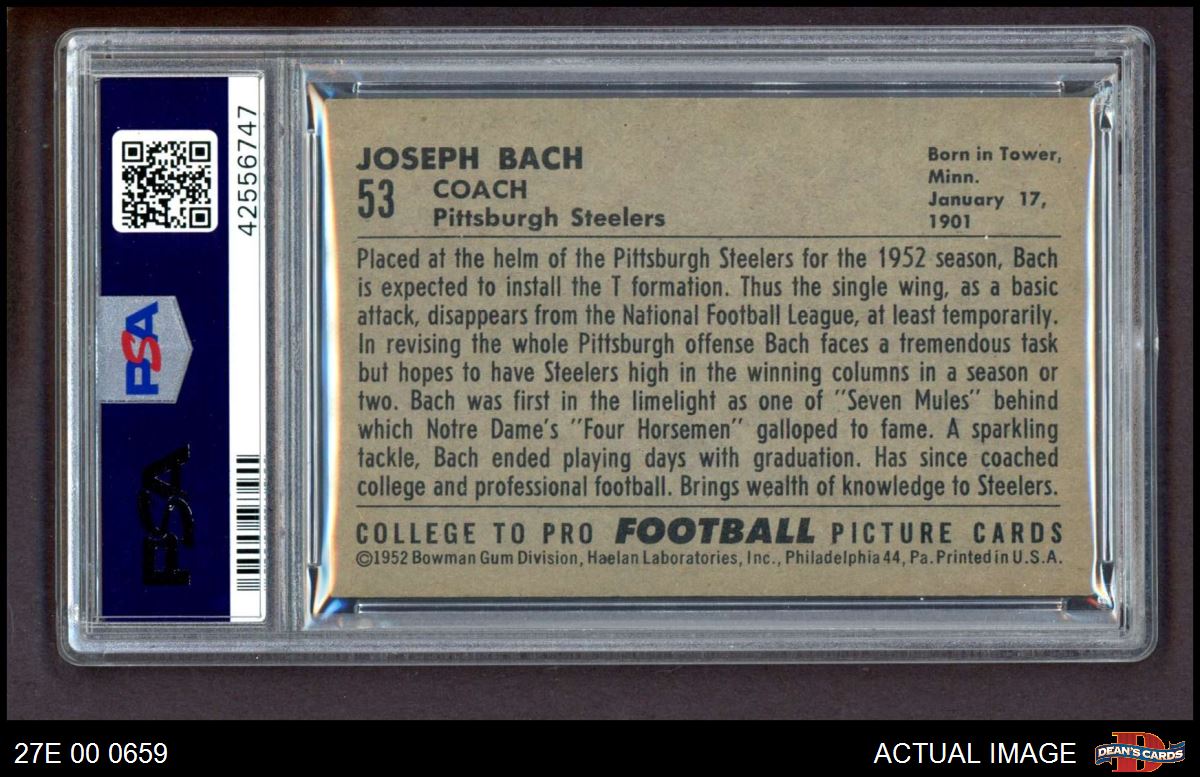 42556747
PSA
PSA
JOSEPH BACH
53 COACH
Pittsburgh Steelers
Born in Tower,
Minn.
January 17,
1901
Placed at the helm of the Pittsburgh Steelers for the 1952 season, Bach
is expected to install the T formation. Thus the single wing, as a basic
attack, disappears from the National Football League, at least temporarily.
In revising the whole Pittsburgh offense Bach faces a tremendous task
but hopes to have Steelers high in the winning columns in a season or
two. Bach was first in the limelight as one of "Seven Mules" behind
which Notre Dame's "Four Horsemen" galloped to fame. A sparkling
tackle, Bach ended playing days with graduation. Has since coached
college and professional football. Brings wealth of knowledge to Steelers.
COLLEGE TO PRO FOOTBALL PICTURE CARDS
©1952 Bowman Gum Division, Haelan Laboratories, Inc., Philadelphia 44, Pa. Printed in U.S.A.
27E 00 0659
ACTUAL IMAGE
D
DEAN'S CARDS